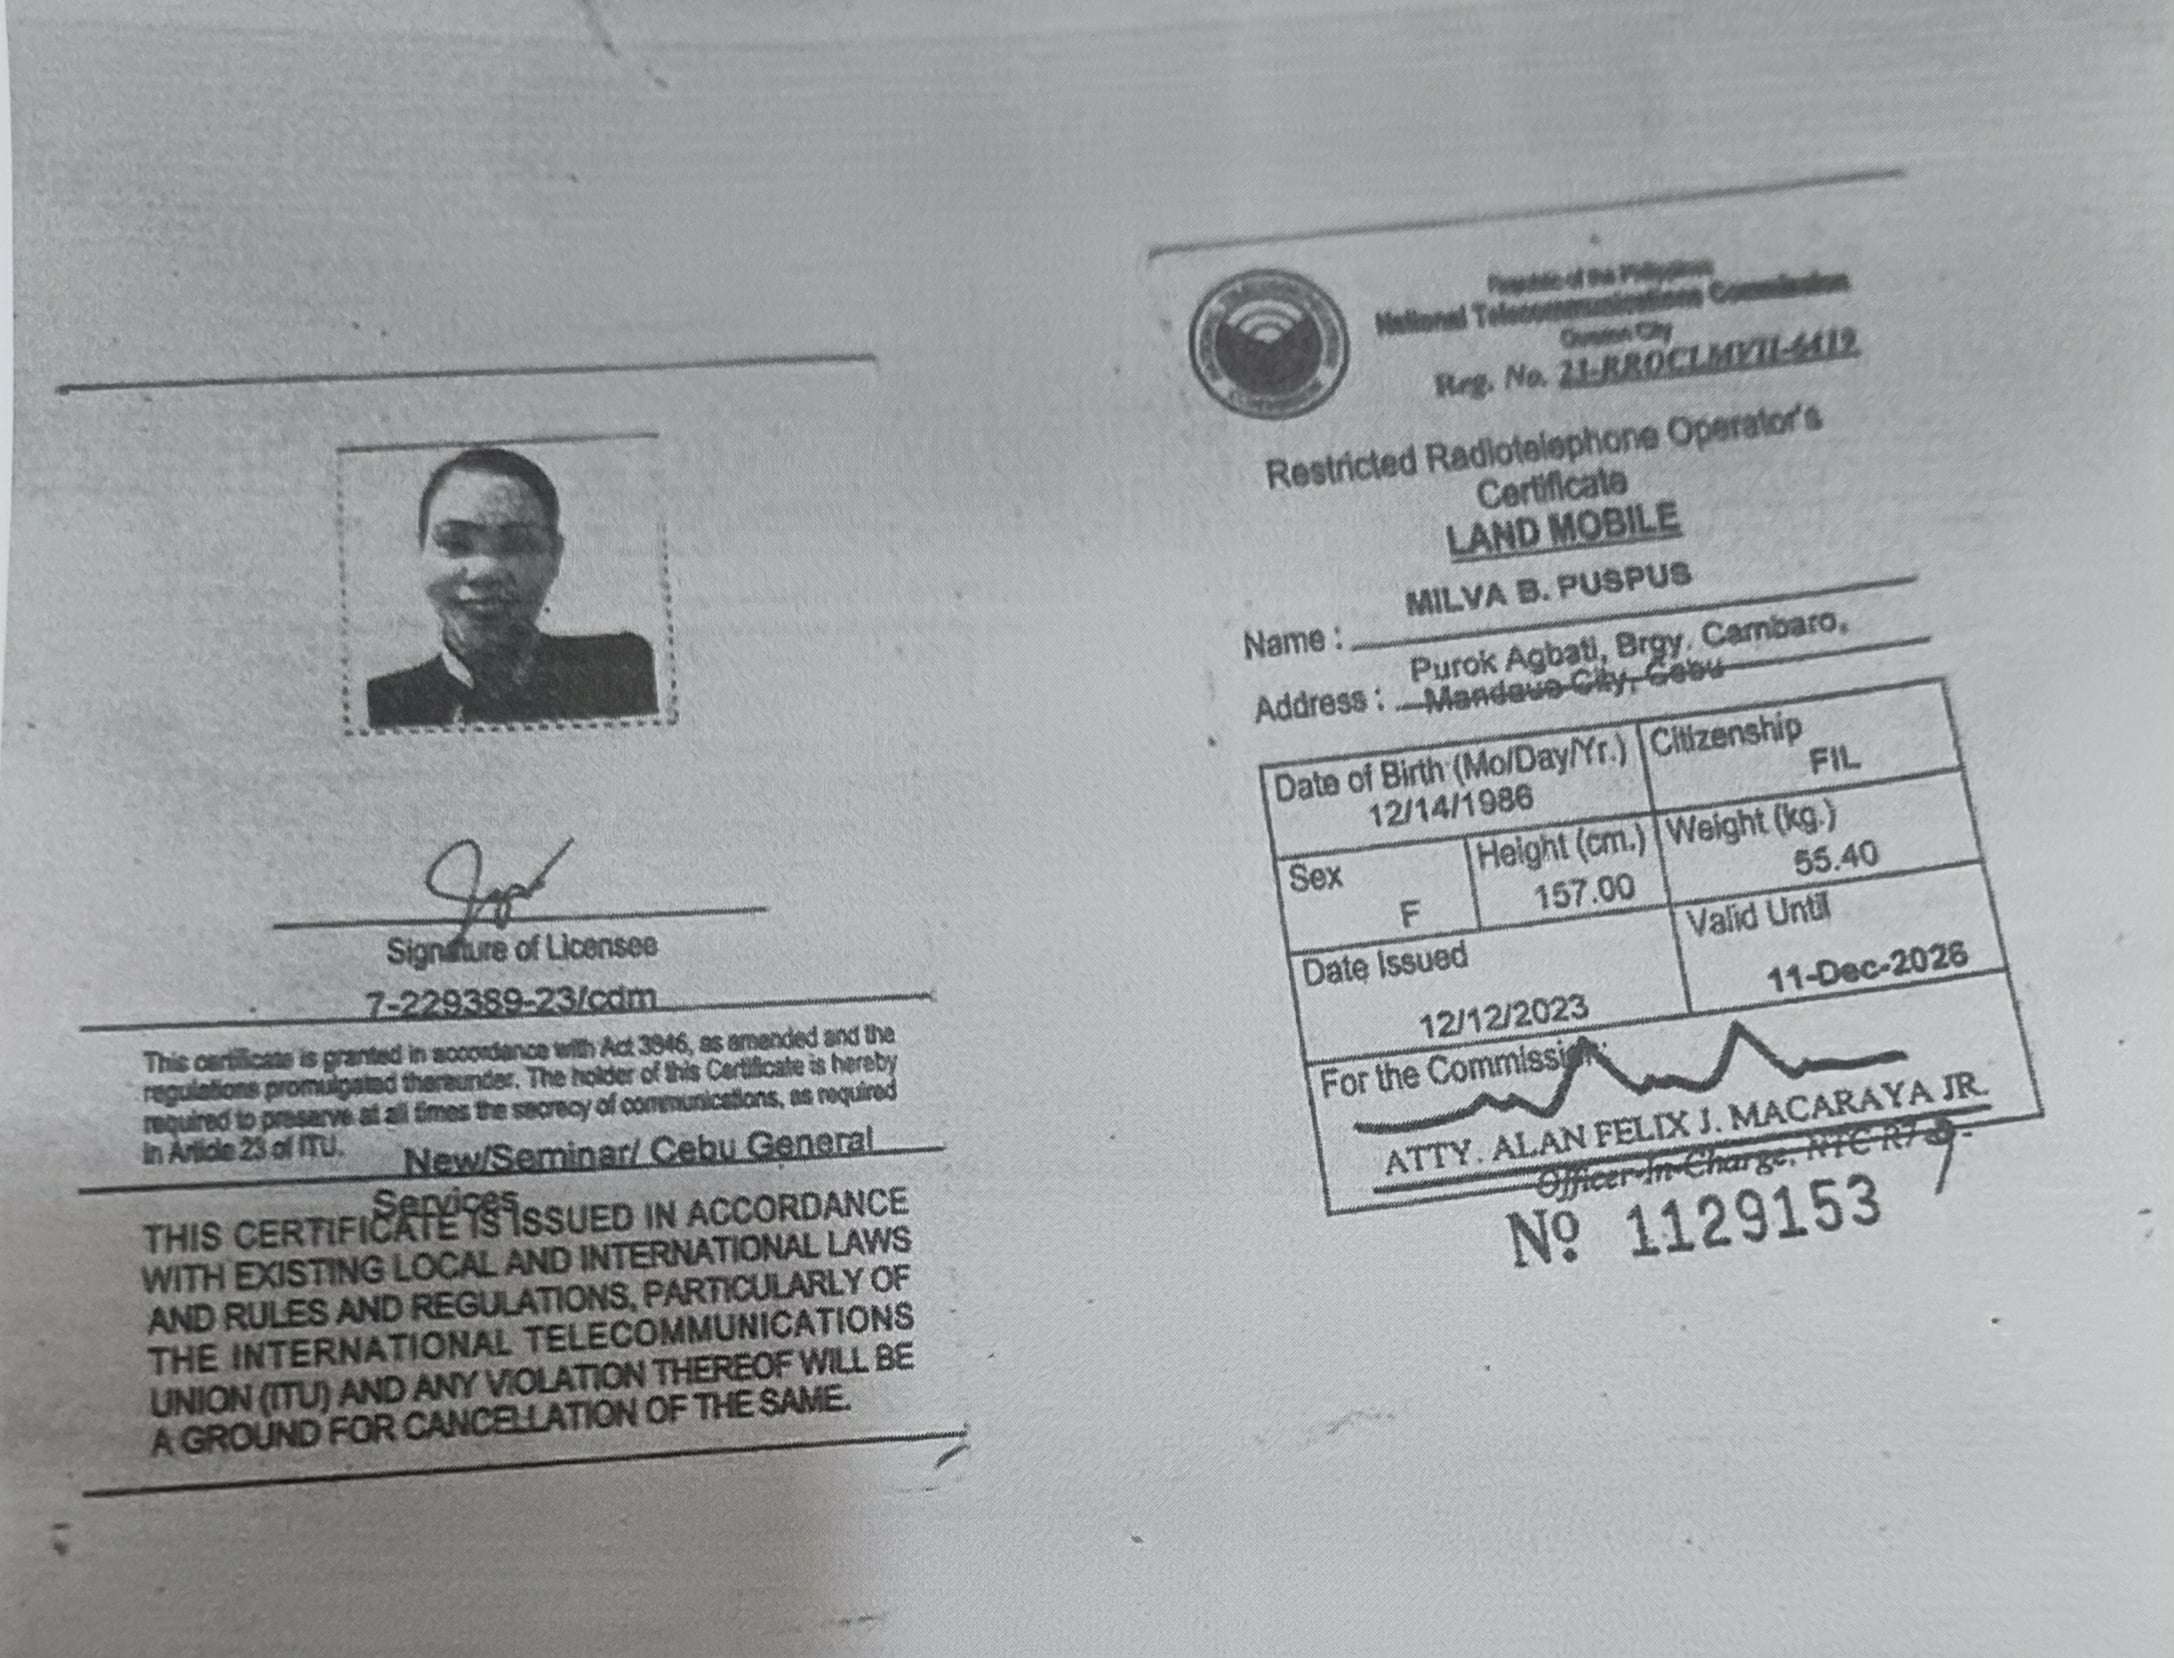 Signature of Licensee
7-229389-23/cdm
This certificate is granted in accordance with Act 3846, as amended and the
regulations promulgated thereunder. The holder of this Certificate is hereby
required to preserve at all times the secrecy of communications, as required
in Article 23 of ITU.
New/Seminar/ Cebu General
Services
THIS CERTIFICATE IS ISSUED IN ACCORDANCE
WITH EXISTING LOCAL AND INTERNATIONAL LAWS
AND RULES AND REGULATIONS, PARTICULARLY OF
THE INTERNATIONAL TELECOMMUNICATIONS
UNION (ITU) AND ANY VIOLATION THEREOF WILL BE
A GROUND FOR CANCELLATION OF THE SAME.
Republic of the Philippines
National Telecommunications Commission
Quezon City
Reg. No. 23-RROCLMVII-6419
Restricted Radiotelephone Operator's
Certificate
LAND MOBILE
MILVA B. PUSPUS
Name :
Purok Agbati, Brgy. Cambaro,
Address : Mandaue City, Cebu
Date of Birth (Mo/Day/Yr.) Citizenship
12/14/1986 FIL
Sex Height (cm.) Weight (kg.)
F 157.00 55.40
Date Issued Valid Until
12/12/2023 11-Dec-2026
For the Commission:
ATTY. ALAN FELIX J. MACARAYA JR.
Officer-In-Charge, NTC R7
Nº 1129153